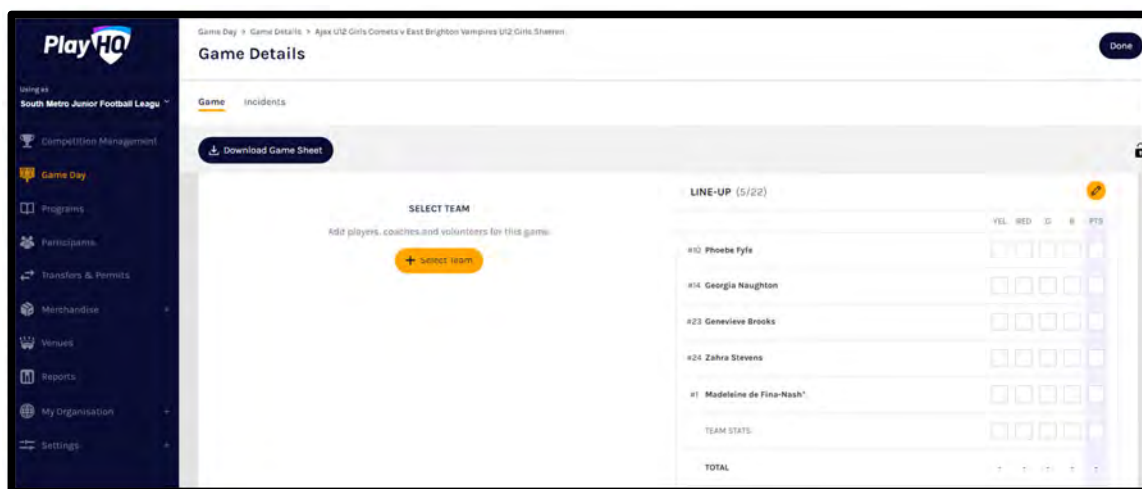 PlayHQ
Using as
South Metro Junior Football Leagu
Competition Management
Game Day
Programs
Participants
Transfers & Permits
Merchandise +
Venues
Reports
My Organisation +
Settings +
Game Day > Game Details > Ajax U12 Girls Comets v East Brighton Vampires U12 Girls Sheeren
Game Details
Done
Game Incidents
Download Game Sheet
SELECT TEAM
Add players, coaches and volunteers for this game.
+ Select Team
LINE-UP (5/22)
YEL RED G B PTS
#10 Phoebe Fyfe
#14 Georgia Naughton
#23 Genevieve Brooks
#24 Zahra Stevens
#1 Madeleine de Fina-Nash*
TEAM STATS
TOTAL - - - - -